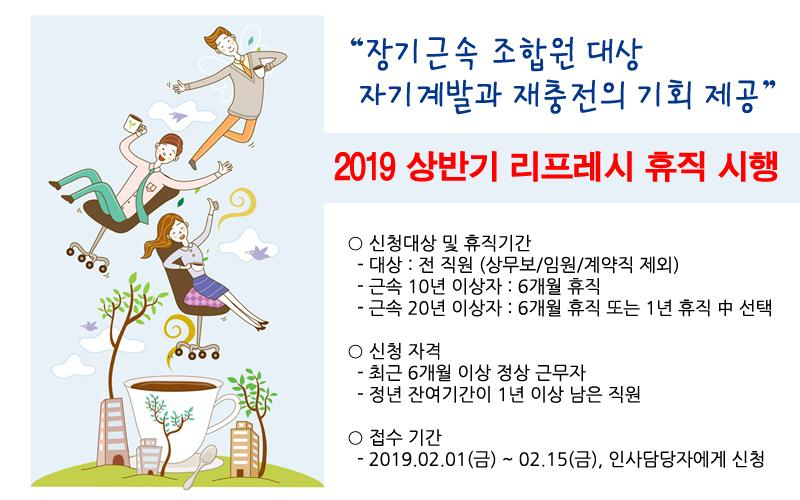 “장기근속 조합원 대상
자기계발과 재충전의 기회 제공”
2019 상반기 리프레시 휴직 시행
○ 신청대상 및 휴직기간
- 대상 : 전 직원 (상무보/임원/계약직 제외)
- 근속 10년 이상자 : 6개월 휴직
- 근속 20년 이상자 : 6개월 휴직 또는 1년 휴직 中 선택
○ 신청 자격
- 최근 6개월 이상 정상 근무자
- 정년 잔여기간이 1년 이상 남은 직원
○ 접수 기간
- 2019.02.01(금) ~ 02.15(금), 인사담당자에게 신청